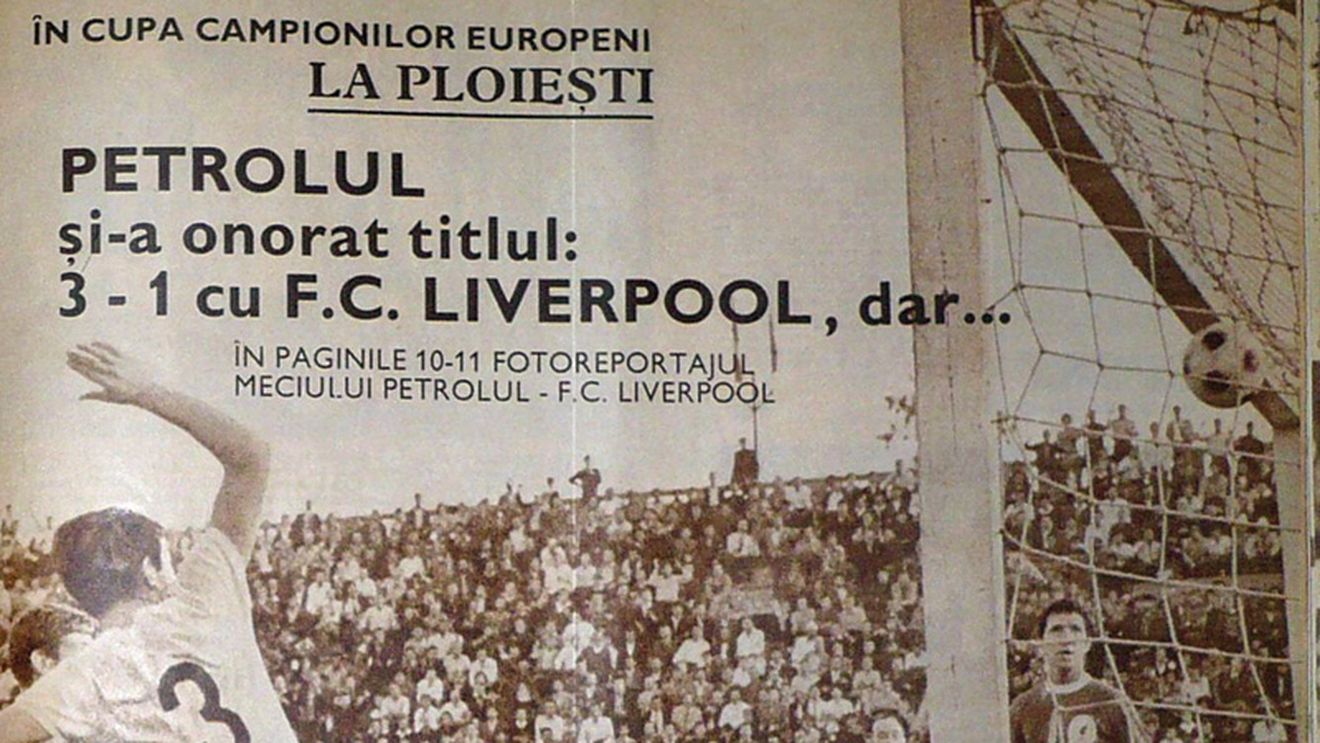 ÎN CUPA CAMPIONILOR EUROPENI
LA PLOIEȘTI
PETROLUL
și-a onorat titlul:
3 - 1 cu F.C. LIVERPOOL, dar...
ÎN PAGINILE 10-11 FOTOREPORTAJUL
MECIULUI PETROLUL - F.C. LIVERPOOL
3